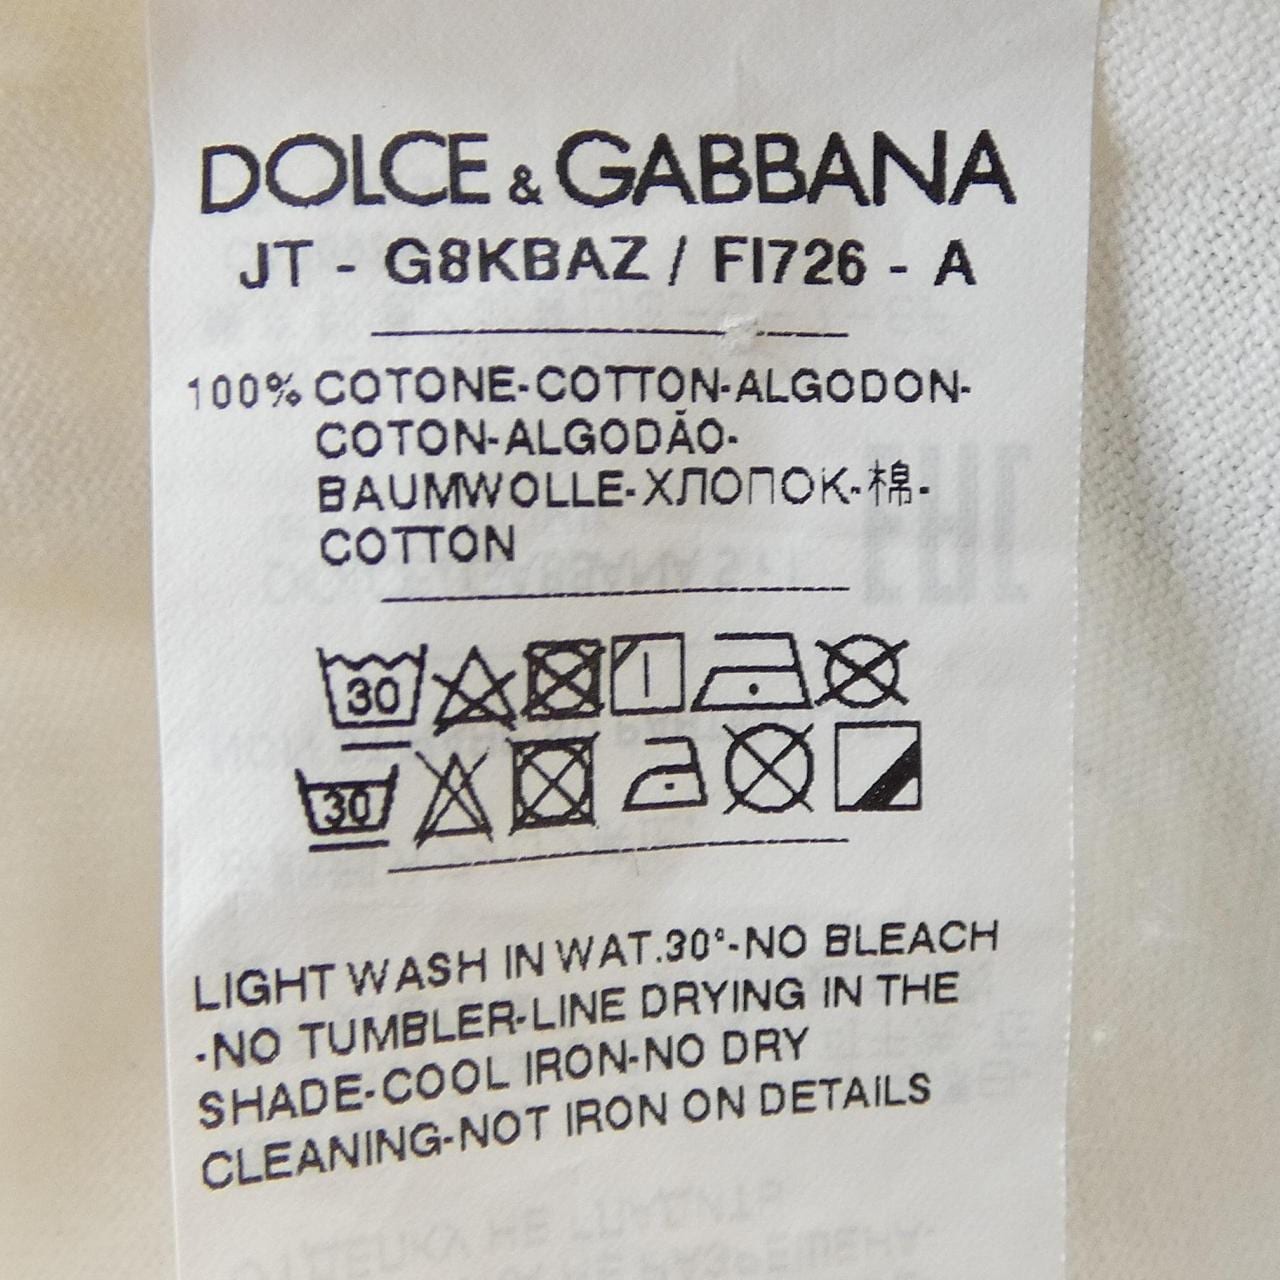 DOLCE & GABBANA
JT - G8KBAZ / FI726 - A
100% COTONE-COTTON-ALGODON-
COTON-ALGODÃO-
BAUMWOLLE-ХЛОПОК-棉-
COTTON
30
30
LIGHT WASH IN WAT.30°-NO BLEACH
-NO TUMBLER-LINE DRYING IN THE
SHADE-COOL IRON-NO DRY
CLEANING-NOT IRON ON DETAILS